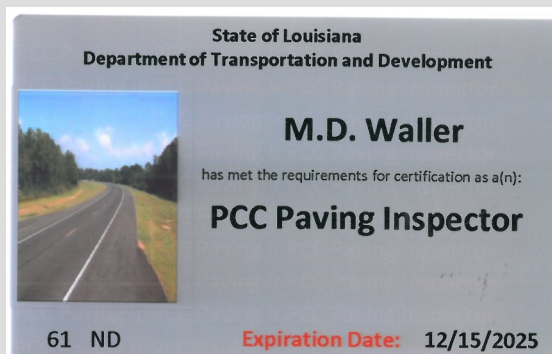 State of Louisiana
Department of Transportation and Development
M.D. Waller
has met the requirements for certification as a(n):
PCC Paving Inspector
61 ND
Expiration Date: 12/15/2025